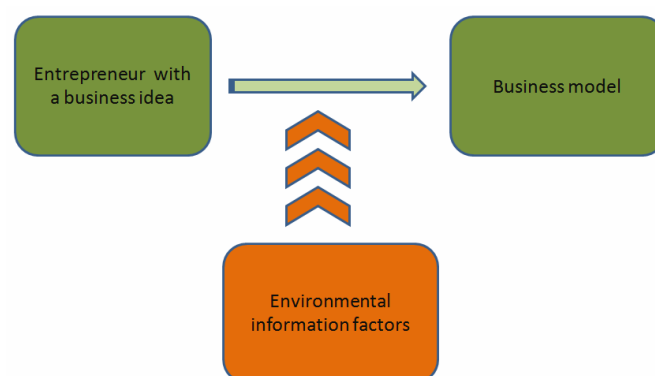 Entrepreneur with
a business idea
Business model
Environmental
information factors